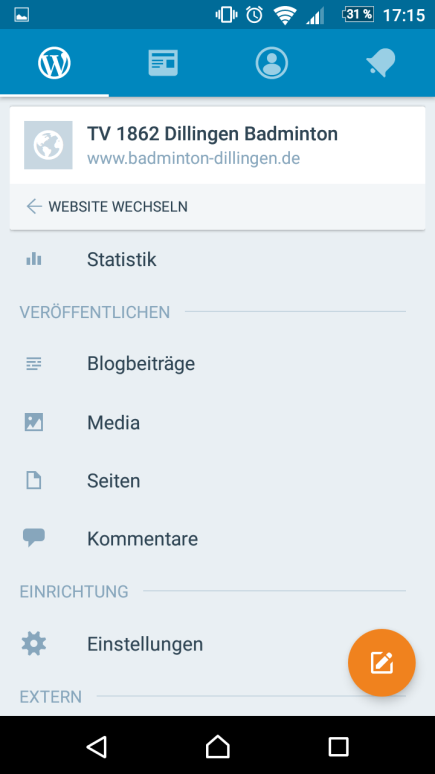 31 % 17:15
TV 1862 Dillingen Badminton
www.badminton-dillingen.de
WEBSITE WECHSELN
Statistik
VERÖFFENTLICHEN
Blogbeiträge
Media
Seiten
Kommentare
EINRICHTUNG
Einstellungen
EXTERN